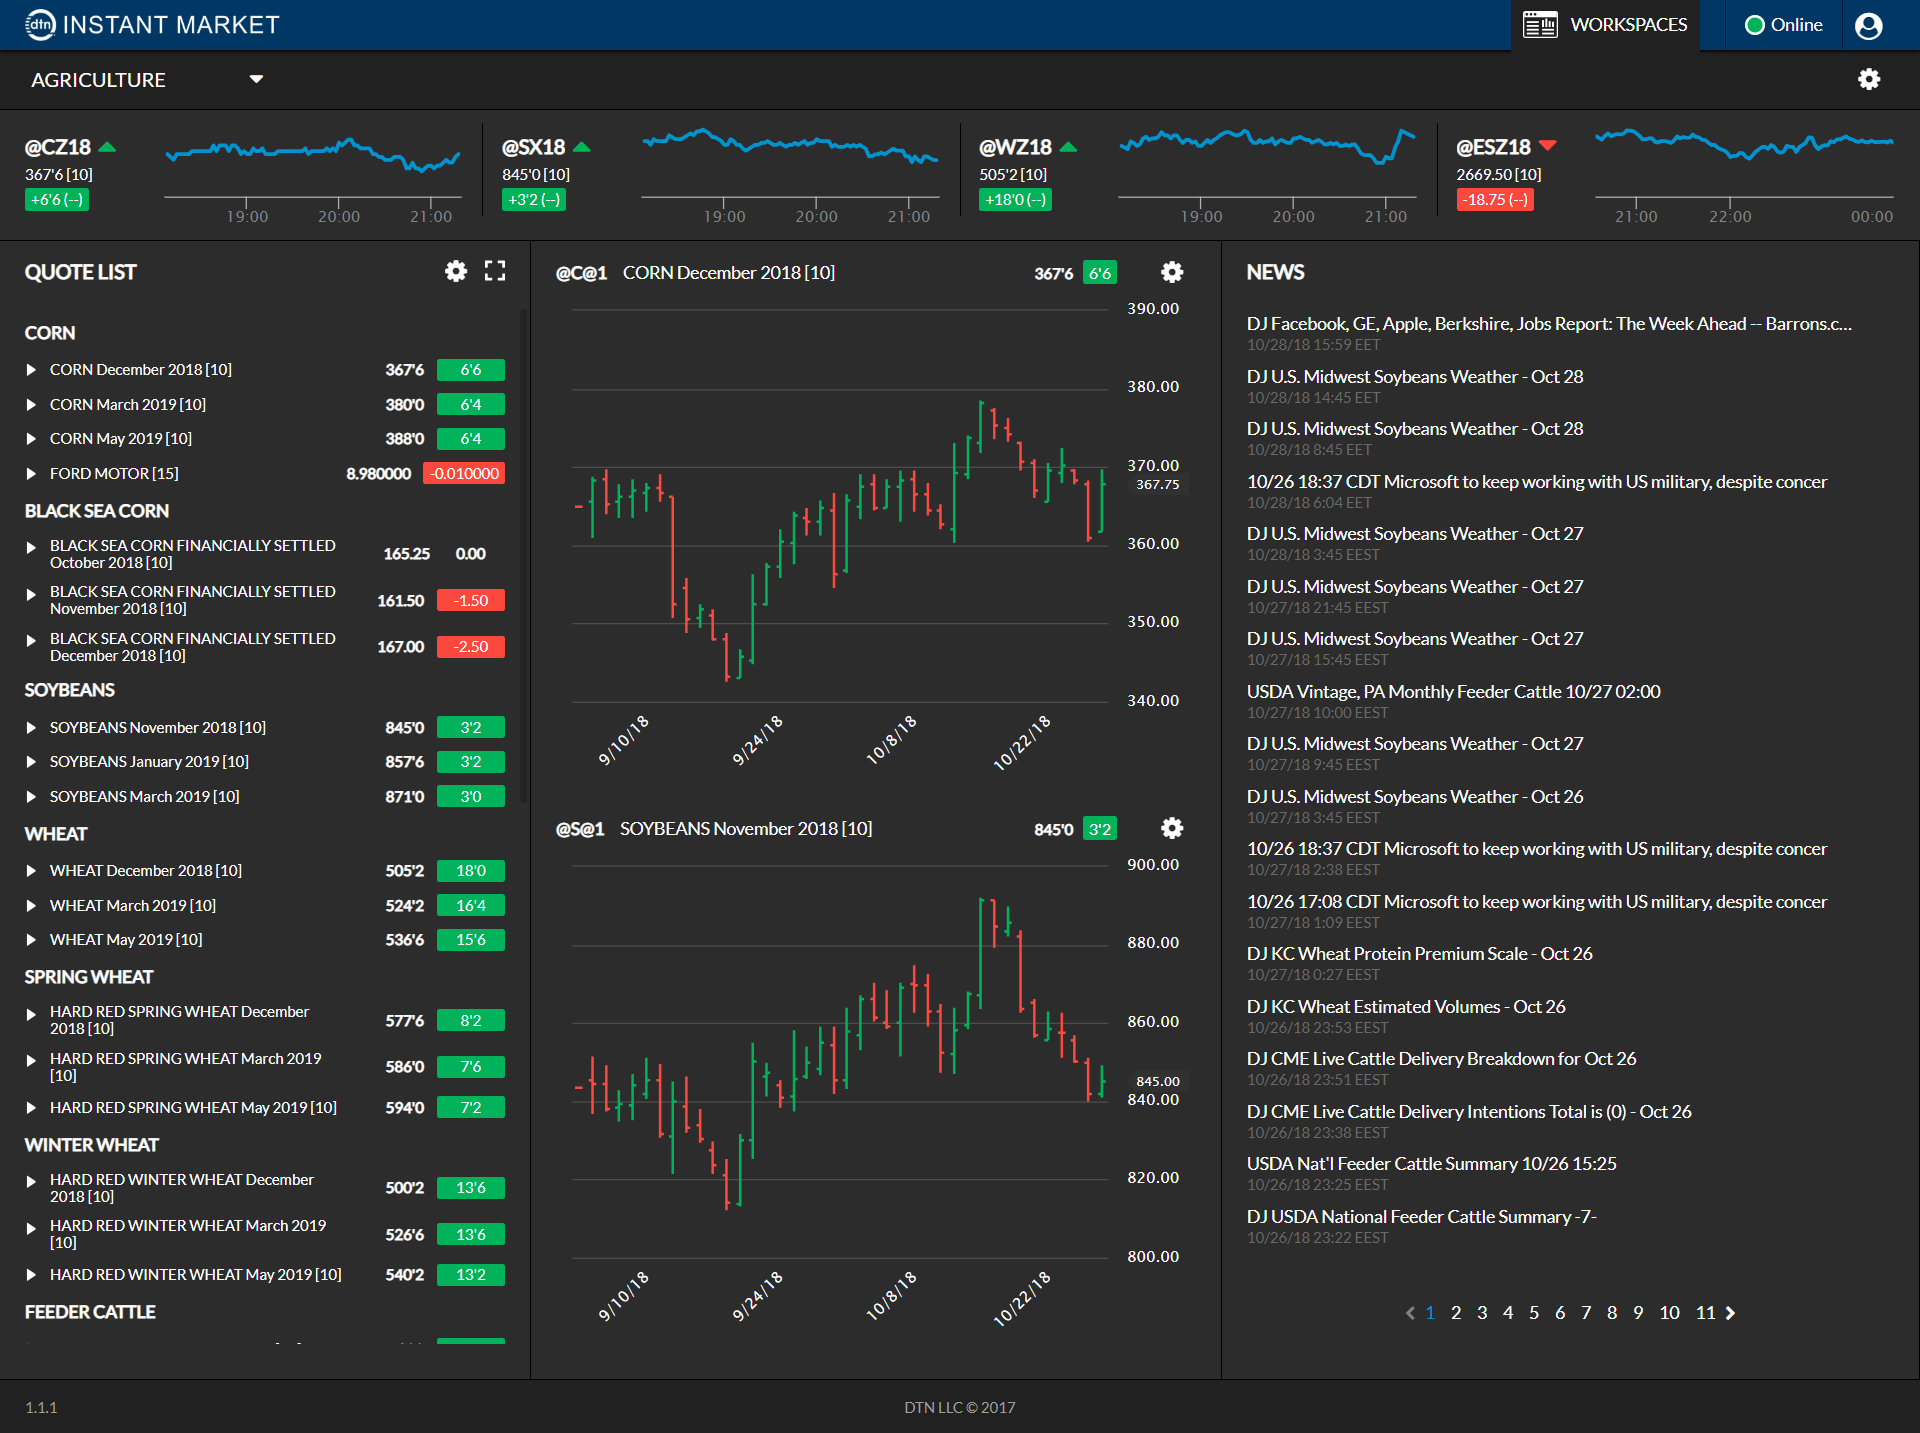 dtn INSTANT MARKET
WORKSPACES
Online
AGRICULTURE
@CZ18
367'6 [10]
+6'6 (--)
19:00 20:00 21:00
@SX18
845'0 [10]
+3'2 (--)
19:00 20:00 21:00
@WZ18
505'2 [10]
+18'0 (--)
19:00 20:00 21:00
@ESZ18
2669.50 [10]
-18.75 (--)
21:00 22:00 00:00
QUOTE LIST
CORN
CORN December 2018 [10] 367'6 6'6
CORN March 2019 [10] 380'0 6'4
CORN May 2019 [10] 388'0 6'4
FORD MOTOR [15] 8.980000 -0.010000
BLACK SEA CORN
BLACK SEA CORN FINANCIALLY SETTLED
October 2018 [10] 165.25 0.00
BLACK SEA CORN FINANCIALLY SETTLED
November 2018 [10] 161.50 -1.50
BLACK SEA CORN FINANCIALLY SETTLED
December 2018 [10] 167.00 -2.50
SOYBEANS
SOYBEANS November 2018 [10] 845'0 3'2
SOYBEANS January 2019 [10] 857'6 3'2
SOYBEANS March 2019 [10] 871'0 3'0
WHEAT
WHEAT December 2018 [10] 505'2 18'0
WHEAT March 2019 [10] 524'2 16'4
WHEAT May 2019 [10] 536'6 15'6
SPRING WHEAT
HARD RED SPRING WHEAT December
2018 [10] 577'6 8'2
HARD RED SPRING WHEAT March 2019
[10] 586'0 7'6
HARD RED SPRING WHEAT May 2019 [10] 594'0 7'2
WINTER WHEAT
HARD RED WINTER WHEAT December
2018 [10] 500'2 13'6
HARD RED WINTER WHEAT March 2019
[10] 526'6 13'6
HARD RED WINTER WHEAT May 2019 [10] 540'2 13'2
FEEDER CATTLE
@C@1 CORN December 2018 [10] 367'6 6'6
390.00
380.00
370.00
367.75
360.00
350.00
340.00
9/10/18 9/24/18 10/8/18 10/22/18
@S@1 SOYBEANS November 2018 [10] 845'0 3'2
900.00
880.00
860.00
845.00
840.00
820.00
800.00
9/10/18 9/24/18 10/8/18 10/22/18
NEWS
DJ Facebook, GE, Apple, Berkshire, Jobs Report: The Week Ahead -- Barrons.c...
10/28/18 15:59 EET
DJ U.S. Midwest Soybeans Weather - Oct 28
10/28/18 14:45 EET
DJ U.S. Midwest Soybeans Weather - Oct 28
10/28/18 8:45 EET
10/26 18:37 CDT Microsoft to keep working with US military, despite concer
10/28/18 6:04 EET
DJ U.S. Midwest Soybeans Weather - Oct 27
10/28/18 3:45 EEST
DJ U.S. Midwest Soybeans Weather - Oct 27
10/27/18 21:45 EEST
DJ U.S. Midwest Soybeans Weather - Oct 27
10/27/18 15:45 EEST
USDA Vintage, PA Monthly Feeder Cattle 10/27 02:00
10/27/18 10:00 EEST
DJ U.S. Midwest Soybeans Weather - Oct 27
10/27/18 9:45 EEST
DJ U.S. Midwest Soybeans Weather - Oct 26
10/27/18 3:45 EEST
10/26 18:37 CDT Microsoft to keep working with US military, despite concer
10/27/18 2:38 EEST
10/26 17:08 CDT Microsoft to keep working with US military, despite concer
10/27/18 1:09 EEST
DJ KC Wheat Protein Premium Scale - Oct 26
10/27/18 0:27 EEST
DJ KC Wheat Estimated Volumes - Oct 26
10/26/18 23:53 EEST
DJ CME Live Cattle Delivery Breakdown for Oct 26
10/26/18 23:51 EEST
DJ CME Live Cattle Delivery Intentions Total is (0) - Oct 26
10/26/18 23:38 EEST
USDA Nat'l Feeder Cattle Summary 10/26 15:25
10/26/18 23:25 EEST
DJ USDA National Feeder Cattle Summary -7-
10/26/18 23:22 EEST
1 2 3 4 5 6 7 8 9 10 11
1.1.1
DTN LLC © 2017